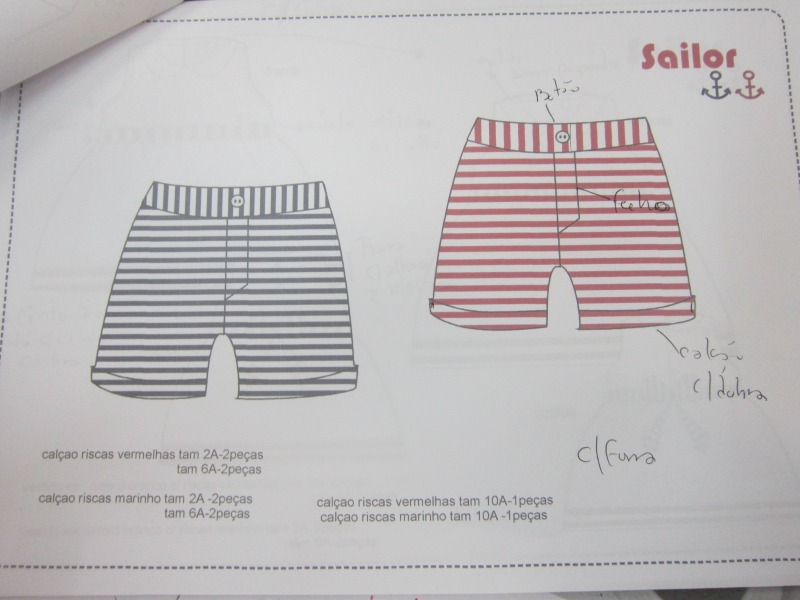 Sailor
Botão
fecho
calção
c/dobra
c/Forra
calçao riscas vermelhas tam 2A-2peças
tam 6A-2peças
calçao riscas marinho tam 2A -2peças
tam 6A-2peças
calçao riscas vermelhas tam 10A-1peças
calçao riscas marinho tam 10A -1peças